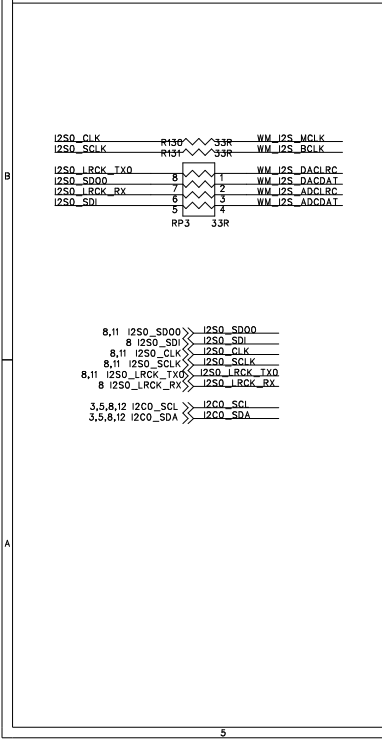 I2S0_CLK R130 33R WM_I2S_MCLK
I2S0_SCLK R131 33R WM_I2S_BCLK
I2S0_LRCK_TX0 8 1 WM_I2S_DACLRC
I2S0_SDO0 7 2 WM_I2S_DACDAT
I2S0_LRCK_RX 6 3 WM_I2S_ADCLRC
I2S0_SDI 5 4 WM_I2S_ADCDAT
RP3 33R
B
8,11 I2S0_SDO0 I2S0_SDO0
8 I2S0_SDI I2S0_SDI
8,11 I2S0_CLK I2S0_CLK
8,11 I2S0_SCLK I2S0_SCLK
8,11 I2S0_LRCK_TX0 I2S0_LRCK_TX0
8 I2S0_LRCK_RX I2S0_LRCK_RX
3,5,8,12 I2C0_SCL I2C0_SCL
3,5,8,12 I2C0_SDA I2C0_SDA
A
5